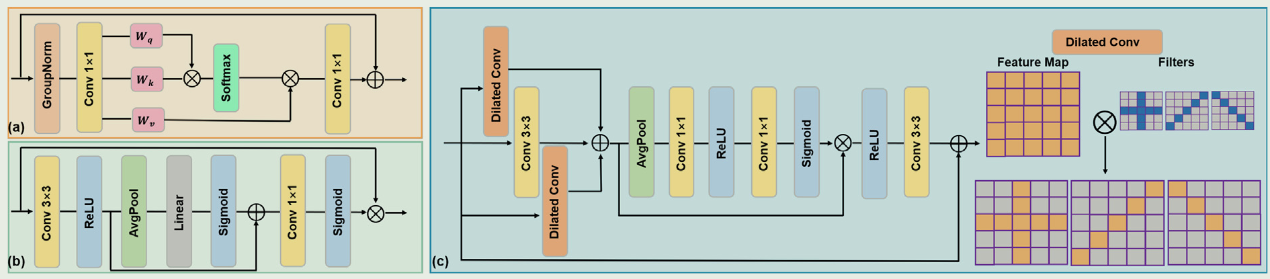 GroupNorm
Conv 1×1
W_q
W_k
W_v
Softmax
Conv 1×1
(a)
Conv 3×3
ReLU
AvgPool
Linear
Sigmoid
Conv 1×1
Sigmoid
(b)
Dilated Conv
Conv 3×3
Dilated Conv
AvgPool
Conv 1×1
ReLU
Conv 1×1
Sigmoid
ReLU
Conv 3×3
Dilated Conv
Feature Map
Filters
(c)